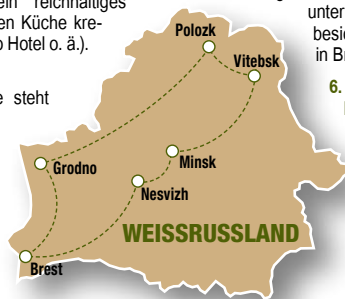 ein reichhaltiges
en Küche kre-
o Hotel o. ä.).
e steht
unter
besic
in Br
6.
Polozk
Vitebsk
Grodno
Minsk
Nesvizh
WEISSRUSSLAND
Brest